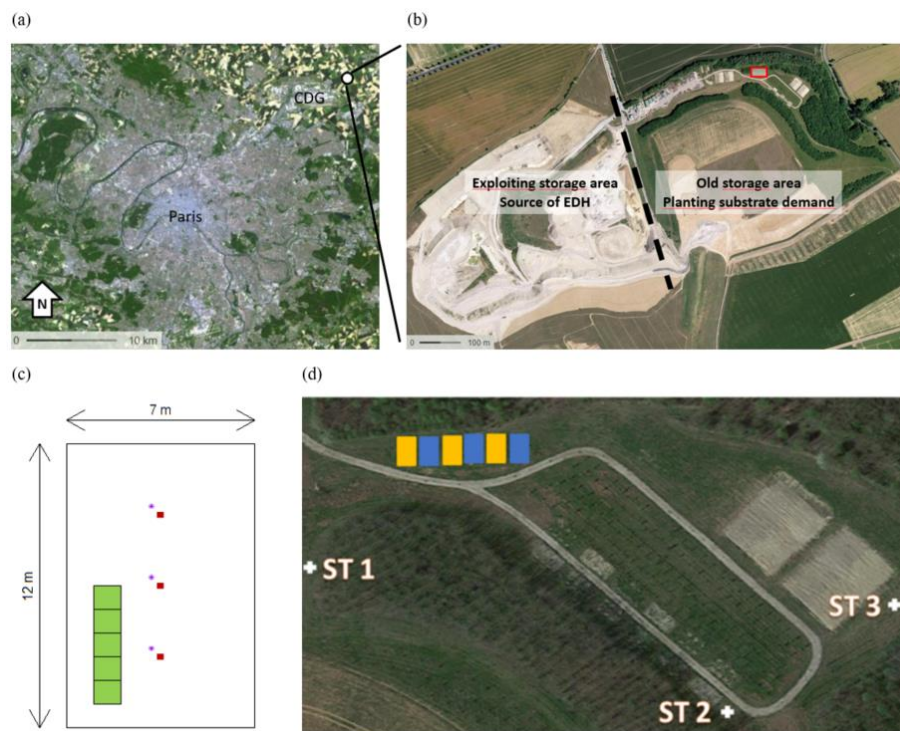 (a)
(b)
CDG
Paris
N
0 10 km
Exploiting storage area
Source of EDH
Old storage area
Planting substrate demand
0 100 m
(c)
(d)
7 m
12 m
ST 1
ST 2
ST 3